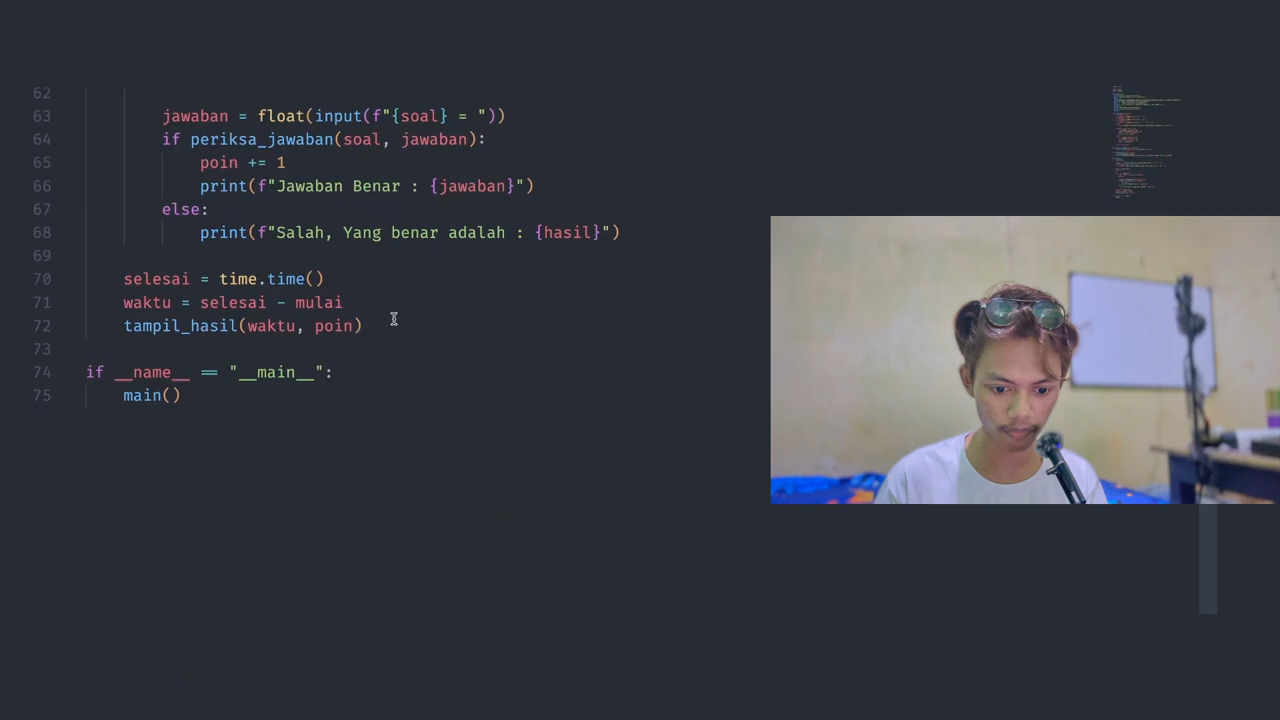 62
63 jawaban = float(input(f"{soal} = "))
64 if periksa_jawaban(soal, jawaban):
65 poin += 1
66 print(f"Jawaban Benar : {jawaban}")
67 else:
68 print(f"Salah, Yang benar adalah : {hasil}")
69
70 selesai = time.time()
71 waktu = selesai - mulai
72 tampil_hasil(waktu, poin)
73
74 if __name__ == "__main__":
75 main()